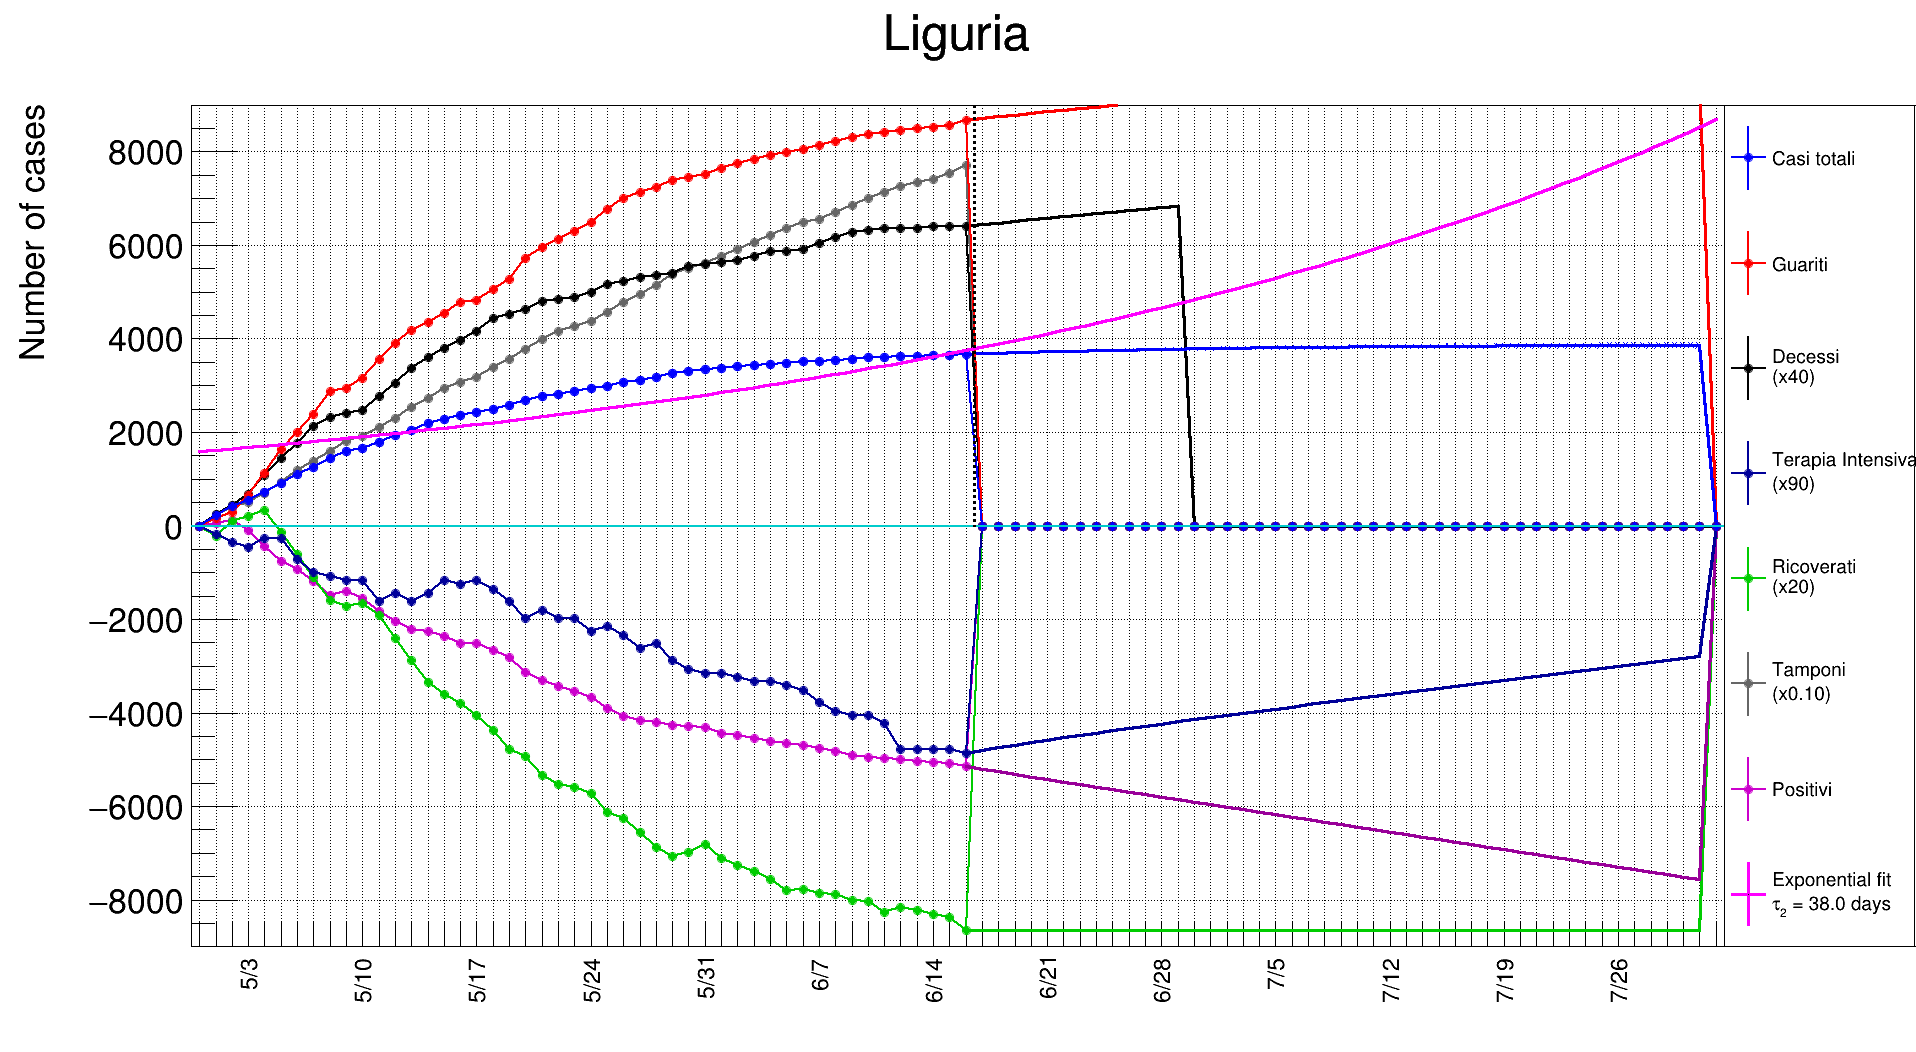 Liguria
Number of cases
8000
6000
4000
2000
0
−2000
−4000
−6000
−8000
5/3
5/10
5/17
5/24
5/31
6/7
6/14
6/21
6/28
7/5
7/12
7/19
7/26
Casi totali
Guariti
Decessi
(x40)
Terapia Intensiva
(x90)
Ricoverati
(x20)
Tamponi
(x0.10)
Positivi
Exponential fit
τ2 = 38.0 days